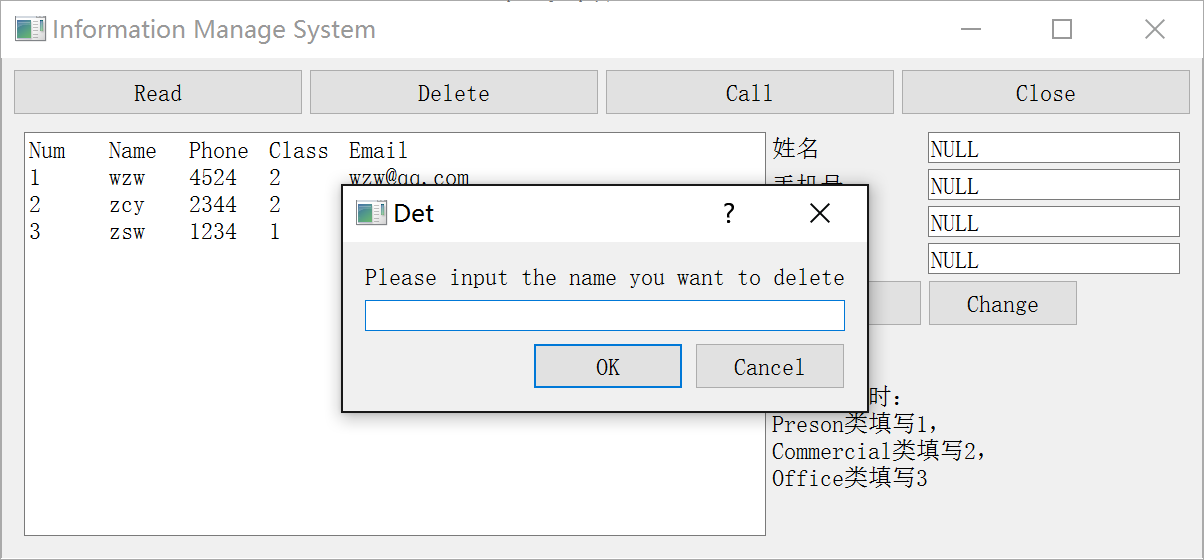 Information Manage System
Read Delete Call Close
Num Name Phone Class Email
1 wzw 4524 2 wzw@qq.com
2 zcy 2344 2
3 zsw 1234 1
姓名 NULL
手机号 NULL
NULL
NULL
Change
Det ?
Please input the name you want to delete
OK Cancel
时:
Preson类填写1,
Commercial类填写2,
Office类填写3